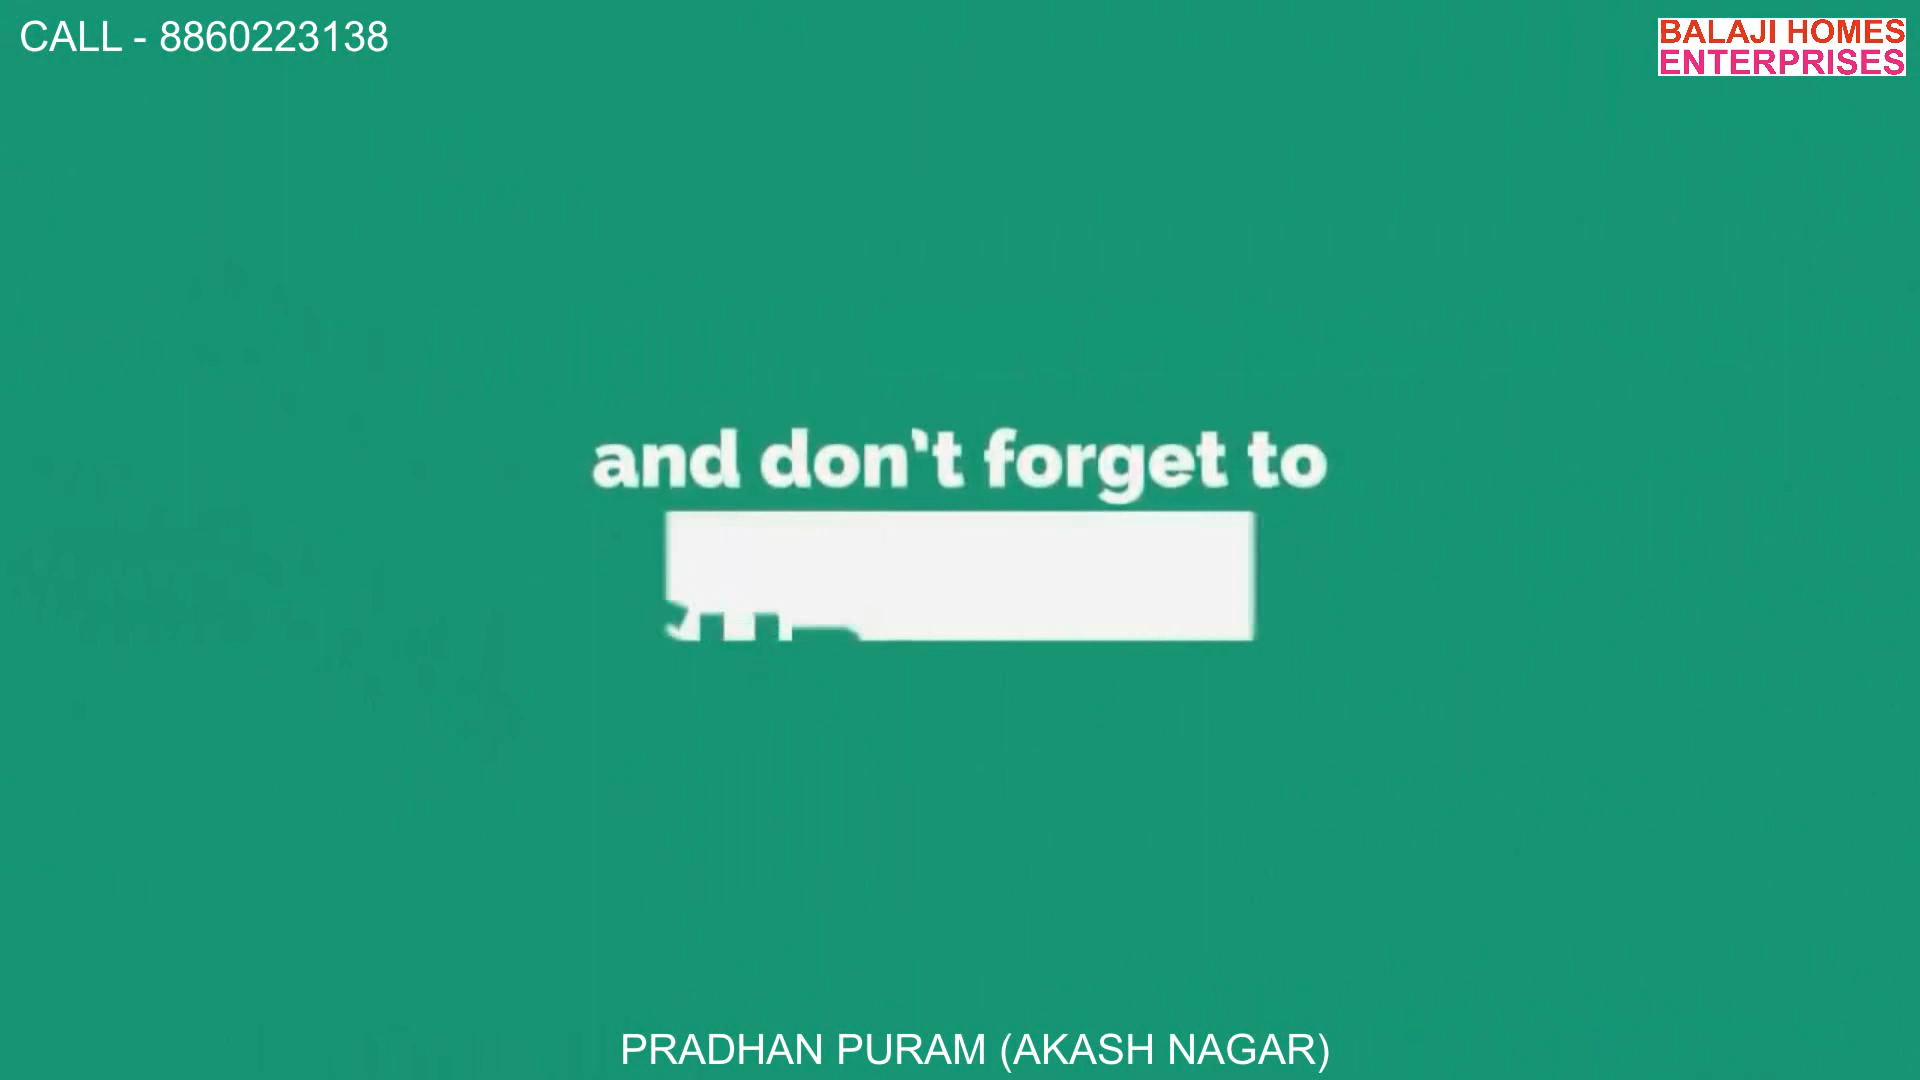 CALL - 8860223138
BALAJI HOMES
ENTERPRISES
and don't forget to
PRADHAN PURAM (AKASH NAGAR)